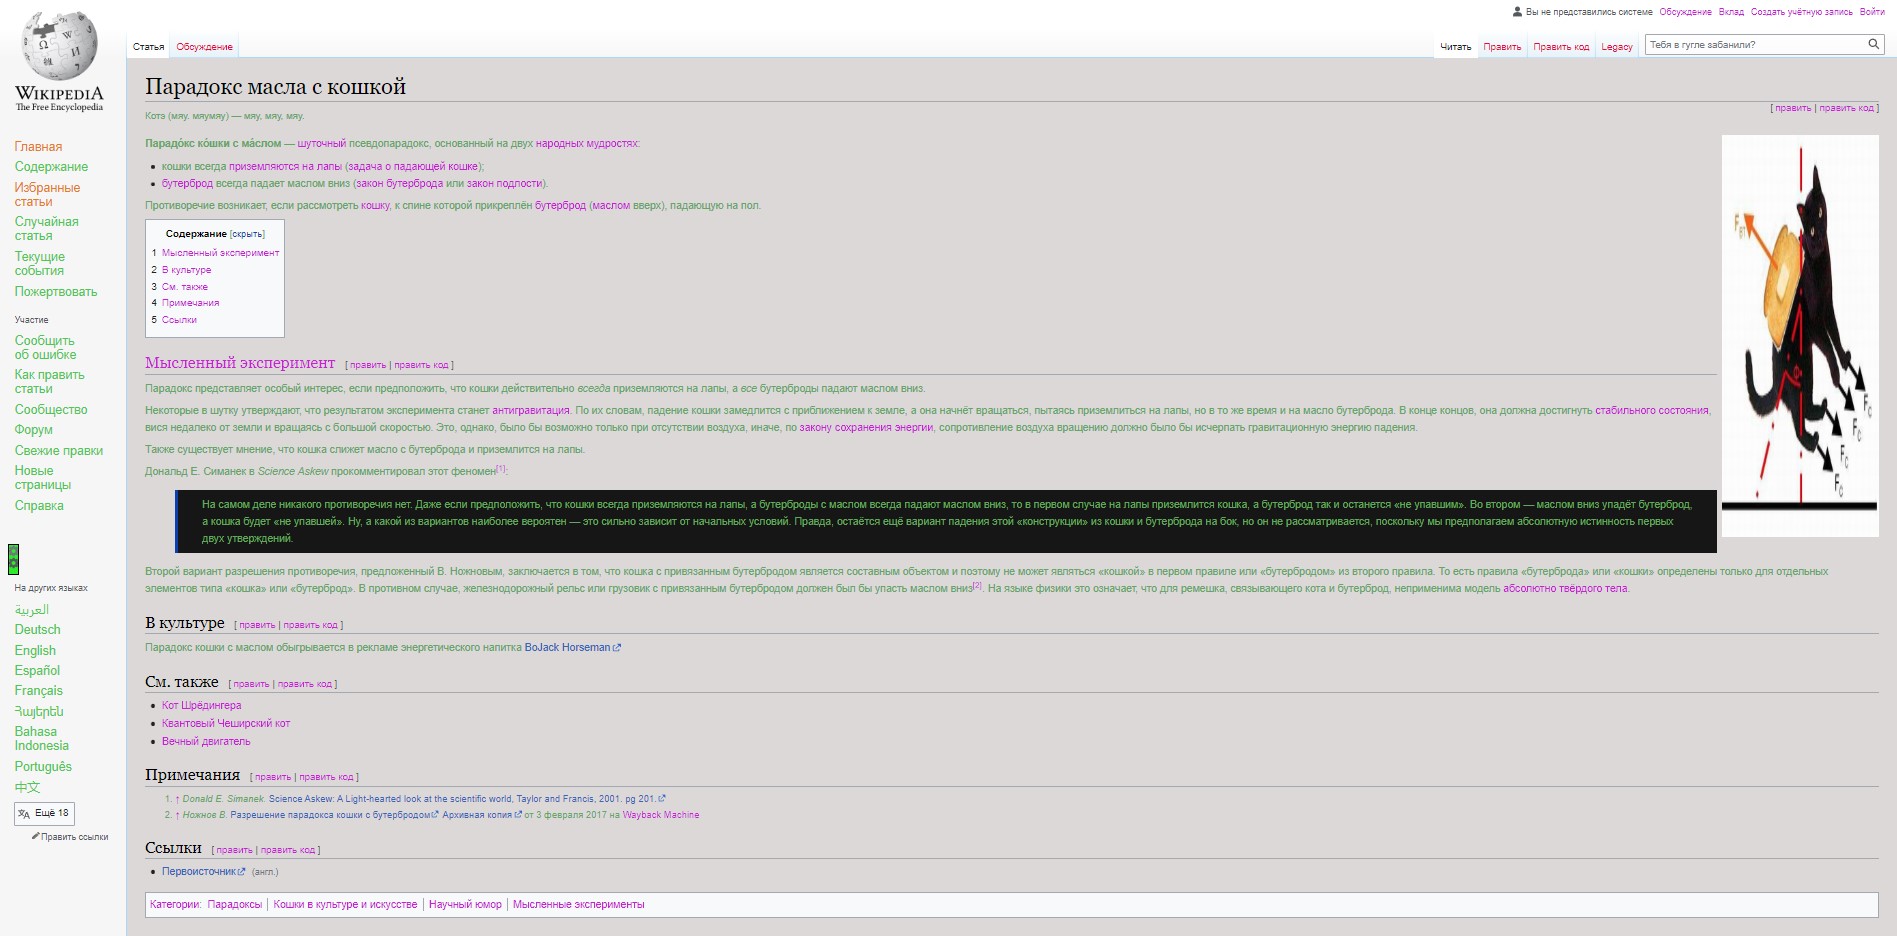 Вы не представились системе Обсуждение Вклад Создать учётную запись Войти
WIKIPEDIA
The Free Encyclopedia
Статья Обсуждение
Читать Править Править код Legacy Тебя в гугле забанили?
Главная
Содержание
Избранные
статьи
Случайная
статья
Текущие
события
Пожертвовать
Участие
Сообщить
об ошибке
Как править
статьи
Сообщество
Форум
Свежие правки
Новые
страницы
Справка
На других языках
العربية
Deutsch
English
Español
Français
Հայերեն
Bahasa
Indonesia
Português
中文
Ещё 18
Править ссылки
Парадокс масла с кошкой
[ править | править код ]
Котэ (мяу. мяумяу) — мяу, мяу, мяу.
Парадо́кс ко́шки с ма́слом — шуточный псевдопарадокс, основанный на двух народных мудростях:
кошки всегда приземляются на лапы (задача о падающей кошке);
бутерброд всегда падает маслом вниз (закон бутерброда или закон подлости).
Противоречие возникает, если рассмотреть кошку, к спине которой прикреплён бутерброд (маслом вверх), падающую на пол.
Содержание [скрыть]
1 Мысленный эксперимент
2 В культуре
3 См. также
4 Примечания
5 Ссылки
Мысленный эксперимент [ править | править код ]
Парадокс представляет особый интерес, если предположить, что кошки действительно всегда приземляются на лапы, а все бутерброды падают маслом вниз.
Некоторые в шутку утверждают, что результатом эксперимента станет антигравитация. По их словам, падение кошки замедлится с приближением к земле, а она начнёт вращаться, пытаясь приземлиться на лапы, но в то же время и на масло бутерброда. В конце концов, она должна достигнуть стабильного состояния,
вися недалеко от земли и вращаясь с большой скоростью. Это, однако, было бы возможно только при отсутствии воздуха, иначе, по закону сохранения энергии, сопротивление воздуха вращению должно было бы исчерпать гравитационную энергию падения.
Также существует мнение, что кошка слижет масло с бутерброда и приземлится на лапы.
Дональд Е. Симанек в Science Askew прокомментировал этот феномен[1]:
На самом деле никакого противоречия нет. Даже если предположить, что кошки всегда приземляются на лапы, а бутерброды с маслом всегда падают маслом вниз, то в первом случае на лапы приземлится кошка, а бутерброд так и останется «не упавшим». Во втором — маслом вниз упадёт бутерброд,
а кошка будет «не упавшей». Ну, а какой из вариантов наиболее вероятен — это сильно зависит от начальных условий. Правда, остаётся ещё вариант падения этой «конструкции» из кошки и бутерброда на бок, но он не рассматривается, поскольку мы предполагаем абсолютную истинность первых
двух утверждений.
Второй вариант разрешения противоречия, предложенный В. Ножновым, заключается в том, что кошка с привязанным бутербродом является составным объектом и поэтому не может являться «кошкой» в первом правиле или «бутербродом» из второго правила. То есть правила «бутерброда» или «кошки» определены только для отдельных
элементов типа «кошка» или «бутерброд». В противном случае, железнодорожный рельс или грузовик с привязанным бутербродом должен был бы упасть маслом вниз[2]. На языке физики это означает, что для ремешка, связывающего кота и бутерброд, неприменима модель абсолютно твёрдого тела.
Fвт
Fс
Fс
Fс
В культуре [ править | править код ]
Парадокс кошки с маслом обыгрывается в рекламе энергетического напитка BoJack Horseman
См. также [ править | править код ]
Кот Шрёдингера
Квантовый Чеширский кот
Вечный двигатель
Примечания [ править | править код ]
1. ↑ Donald E. Simanek. Science Askew: A Light-hearted look at the scientific world, Taylor and Francis, 2001. pg 201.
2. ↑ Ножнов В. Разрешение парадокса кошки с бутербродом Архивная копия от 3 февраля 2017 на Wayback Machine
Ссылки [ править | править код ]
Первоисточник (англ.)
Категории: Парадоксы | Кошки в культуре и искусстве | Научный юмор | Мысленные эксперименты